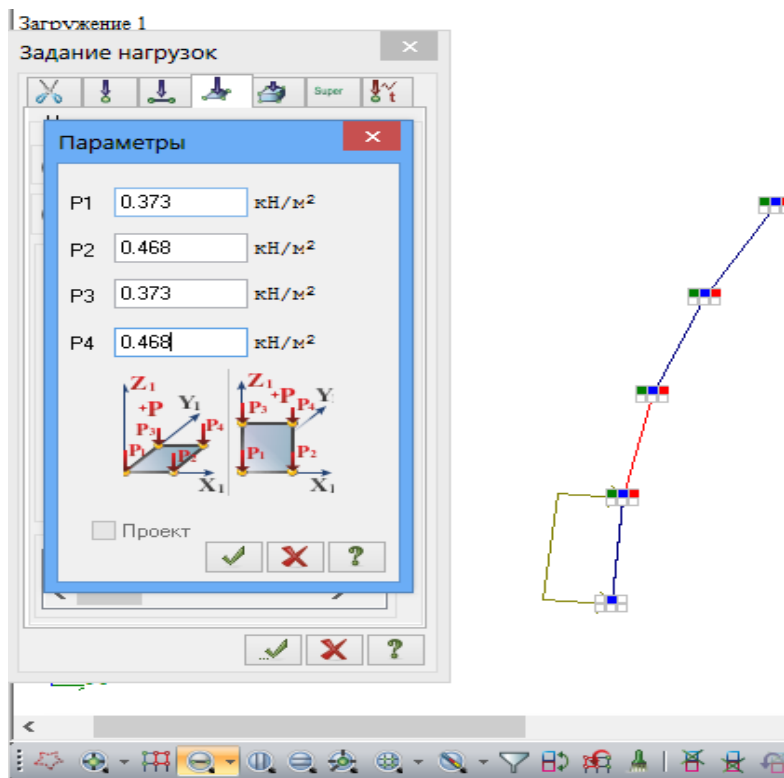 Загружение 1
Задание нагрузок
Super
t
Параметры
P1 0.373 кН/м²
P2 0.468 кН/м²
P3 0.373 кН/м²
P4 0.468 кН/м²
Z1 +P Y1 P3 P4 P1 P2 X1
Z1 +P P3 P4 Y P1 P2 X1
Проект
?
?